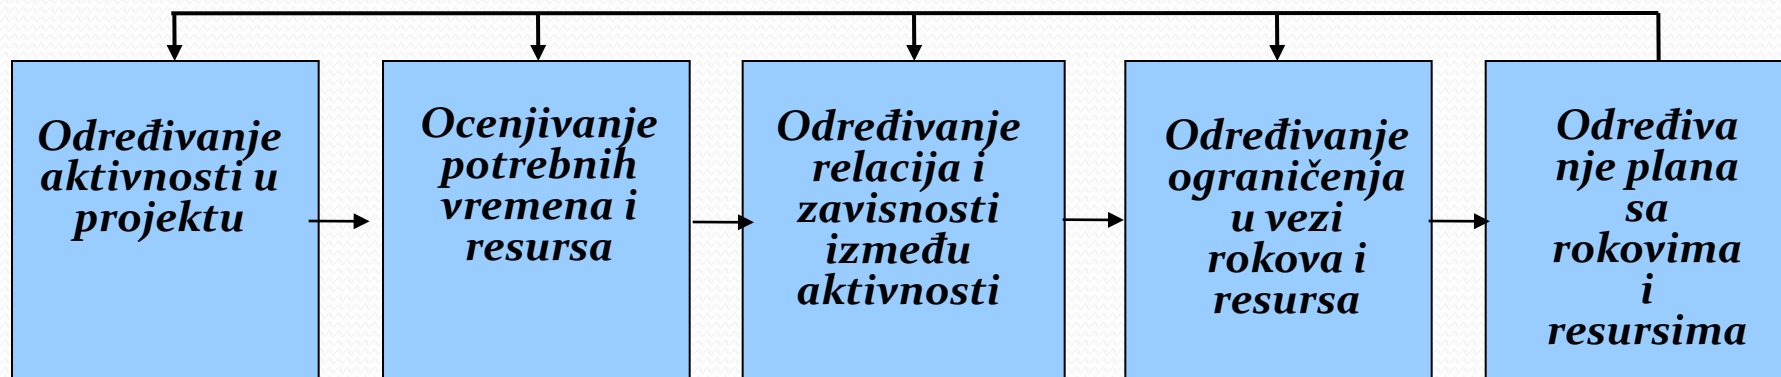 Određivanje
aktivnosti u
projektu
Ocenjivanje
potrebnih
vremena i
resursa
Određivanje
relacija i
zavisnosti
između
aktivnosti
Određivanje
ograničenja
u vezi
rokova i
resursa
Određiva
nje plana
sa
rokovima
i
resursima